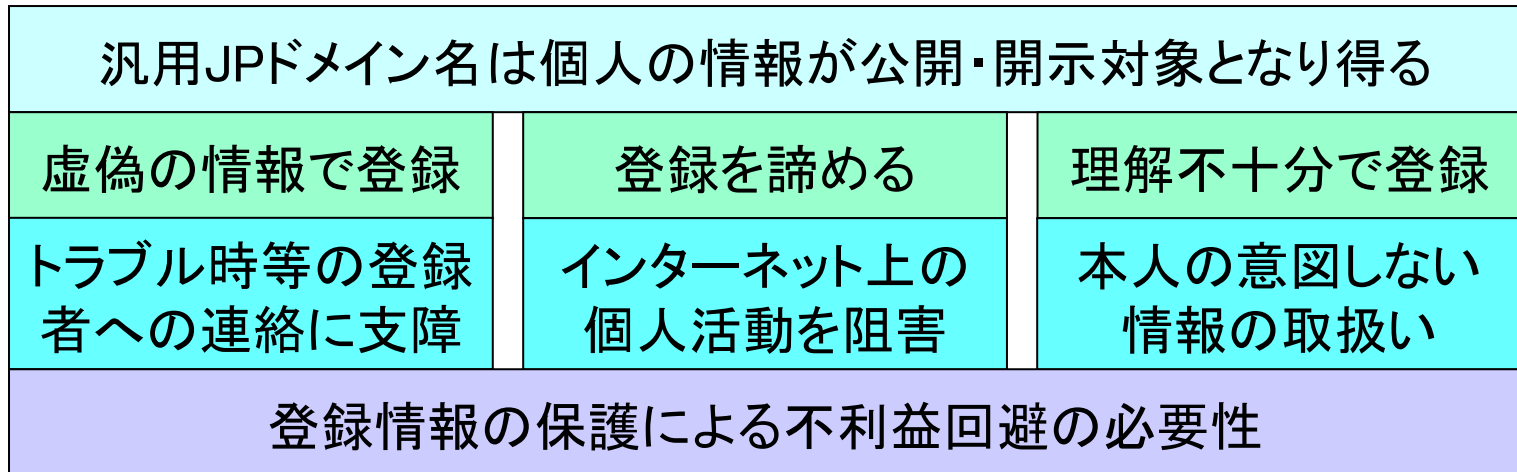 汎用JPドメイン名は個人の情報が公開・開示対象となり得る
虚偽の情報で登録
登録を諦める
理解不十分で登録
トラブル時等の登録
者への連絡に支障
インターネット上の
個人活動を阻害
本人の意図しない
情報の取扱い
登録情報の保護による不利益回避の必要性